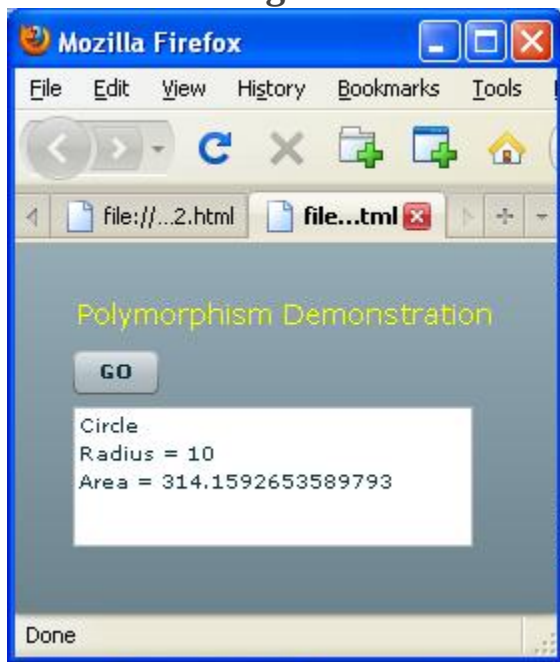 Mozilla Firefox
File Edit View History Bookmarks Tools
file://...2.html file...tml
Polymorphism Demonstration
GO
Circle
Radius = 10
Area = 314.1592653589793
Done